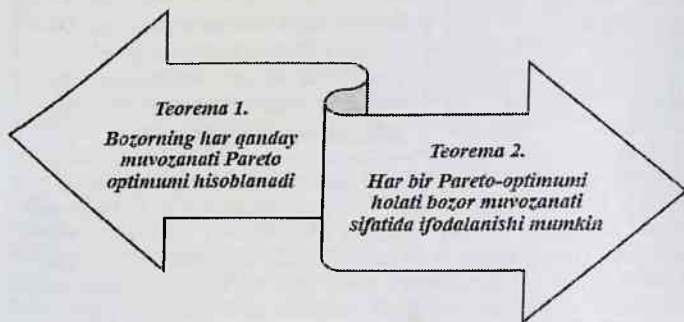 Teorema 1.
Bozorning har qanday
muvozanati Pareto
optimumi hisoblanadi
Teorema 2.
Har bir Pareto-optimumi
holati bozor muvozanati
sifatida ifodalanishi mumkin